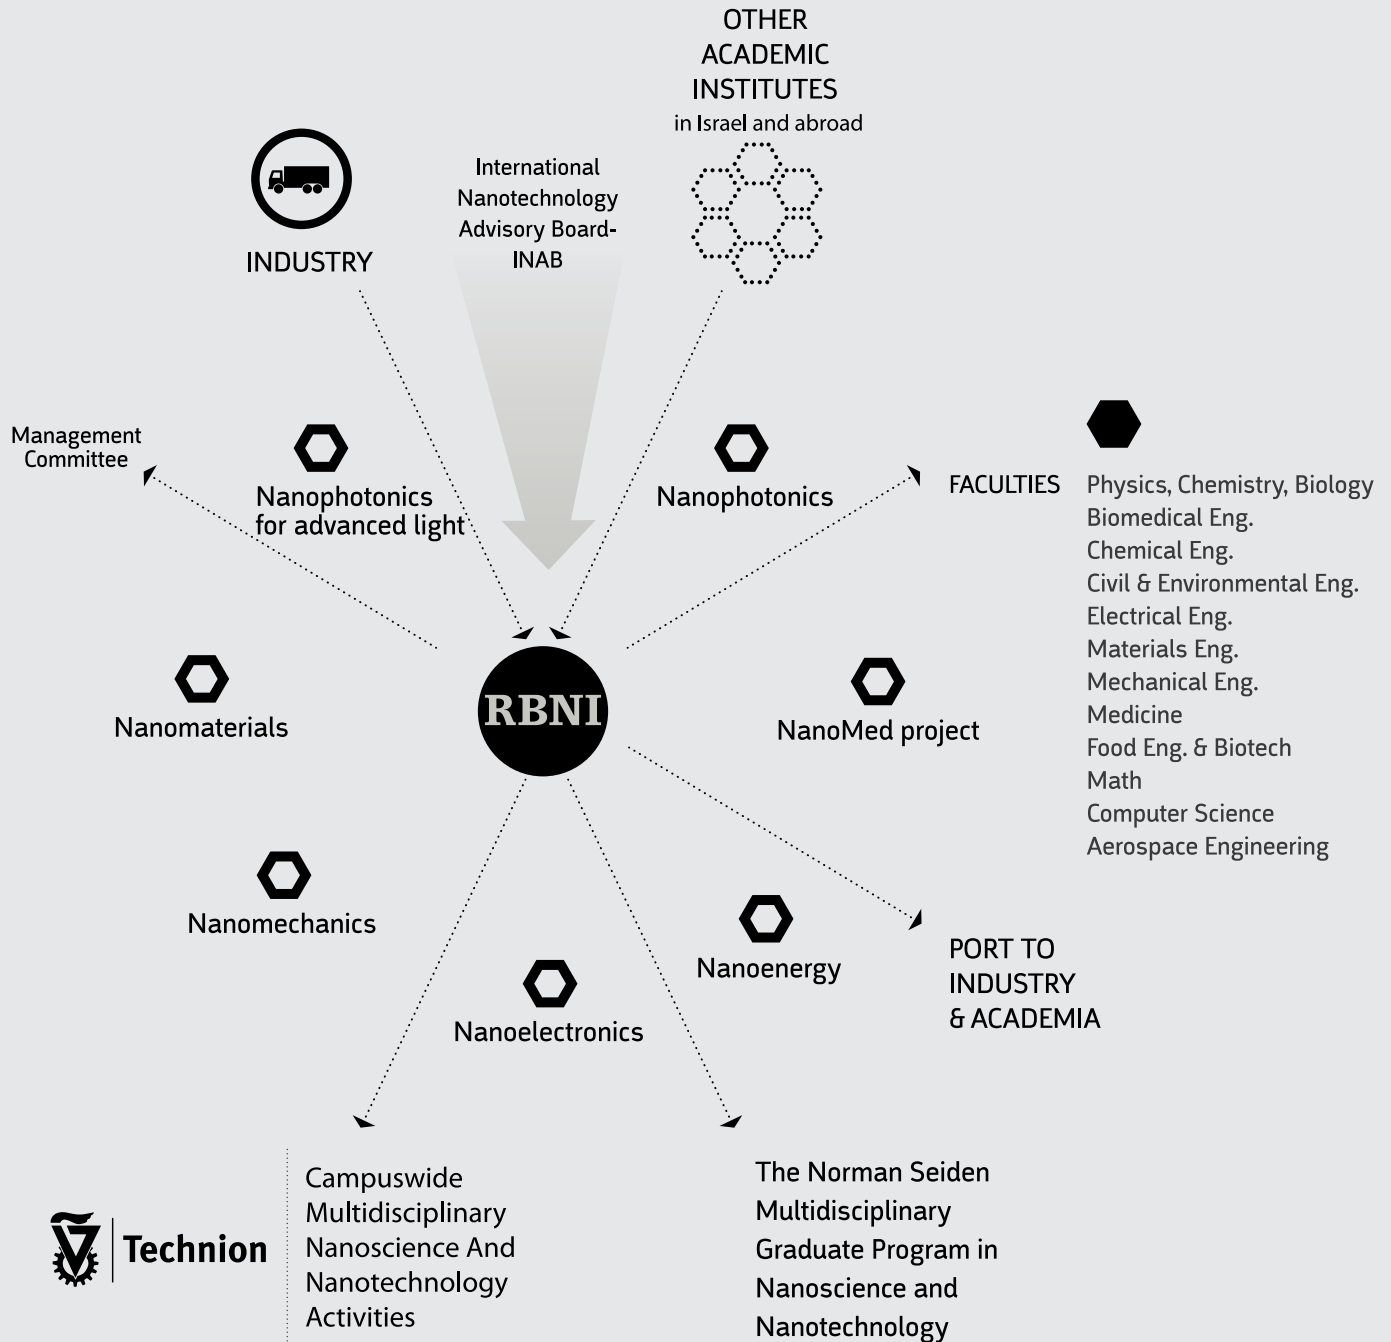 OTHER
ACADEMIC
INSTITUTES
in Israel and abroad
International
Nanotechnology
Advisory Board-
INAB
INDUSTRY
Management
Committee
Nanophotonics
for advanced light
Nanophotonics
FACULTIES
Physics, Chemistry, Biology
Biomedical Eng.
Chemical Eng.
Civil & Environmental Eng.
Electrical Eng.
Materials Eng.
Mechanical Eng.
Medicine
Food Eng. & Biotech
Math
Computer Science
Aerospace Engineering
RBNI
Nanomaterials
NanoMed project
Nanomechanics
Nanoenergy
Nanoelectronics
PORT TO
INDUSTRY
& ACADEMIA
Technion
Campuswide
Multidisciplinary
Nanoscience And
Nanotechnology
Activities
The Norman Seiden
Multidisciplinary
Graduate Program in
Nanoscience and
Nanotechnology